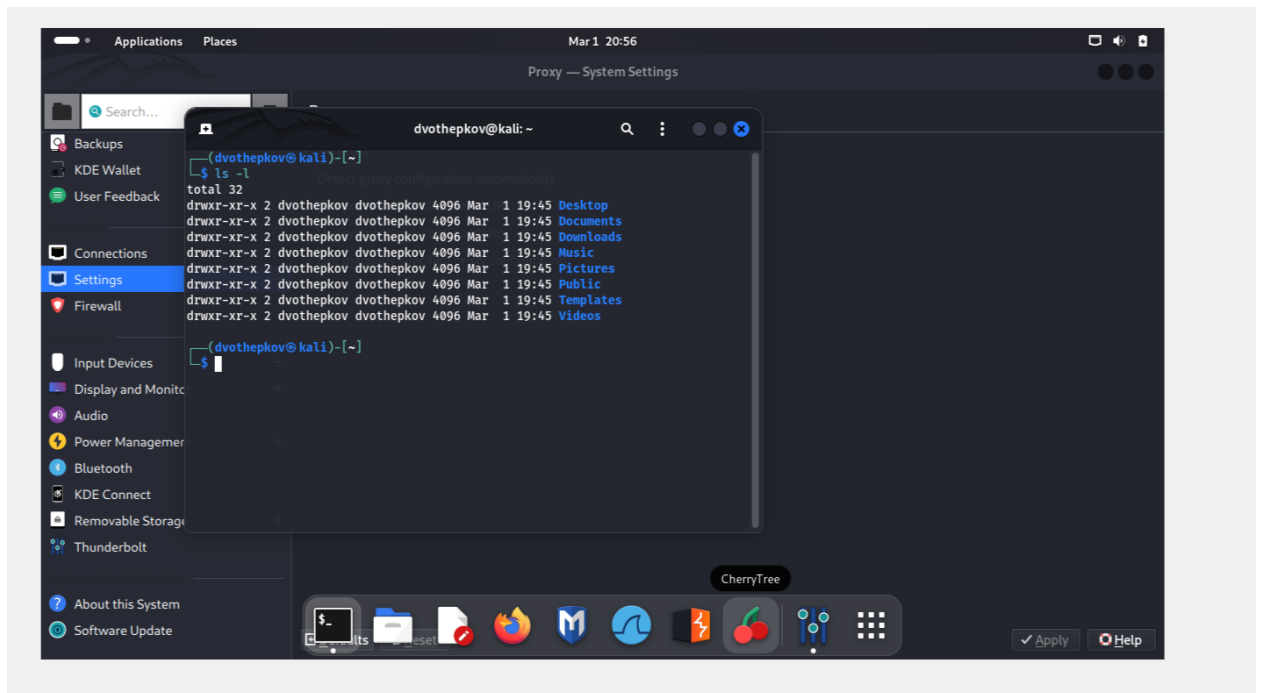 Applications Places Mar 1 20:56
Proxy — System Settings
Search...
Backups
KDE Wallet
User Feedback
Connections
Settings
Firewall
Input Devices
Display and Monito
Audio
Power Managemen
Bluetooth
KDE Connect
Removable Storage
Thunderbolt
About this System
Software Update
dvothepkov@kali: ~
(dvothepkov㉿kali)-[~]
$ ls -l
Detect proxy configuration automatically
total 32
drwxr-xr-x 2 dvothepkov dvothepkov 4096 Mar  1 19:45 Desktop
drwxr-xr-x 2 dvothepkov dvothepkov 4096 Mar  1 19:45 Documents
drwxr-xr-x 2 dvothepkov dvothepkov 4096 Mar  1 19:45 Downloads
drwxr-xr-x 2 dvothepkov dvothepkov 4096 Mar  1 19:45 Music
drwxr-xr-x 2 dvothepkov dvothepkov 4096 Mar  1 19:45 Pictures
drwxr-xr-x 2 dvothepkov dvothepkov 4096 Mar  1 19:45 Public
drwxr-xr-x 2 dvothepkov dvothepkov 4096 Mar  1 19:45 Templates
drwxr-xr-x 2 dvothepkov dvothepkov 4096 Mar  1 19:45 Videos
(dvothepkov㉿kali)-[~]
$
CherryTree
$_
Reset
Apply
Help